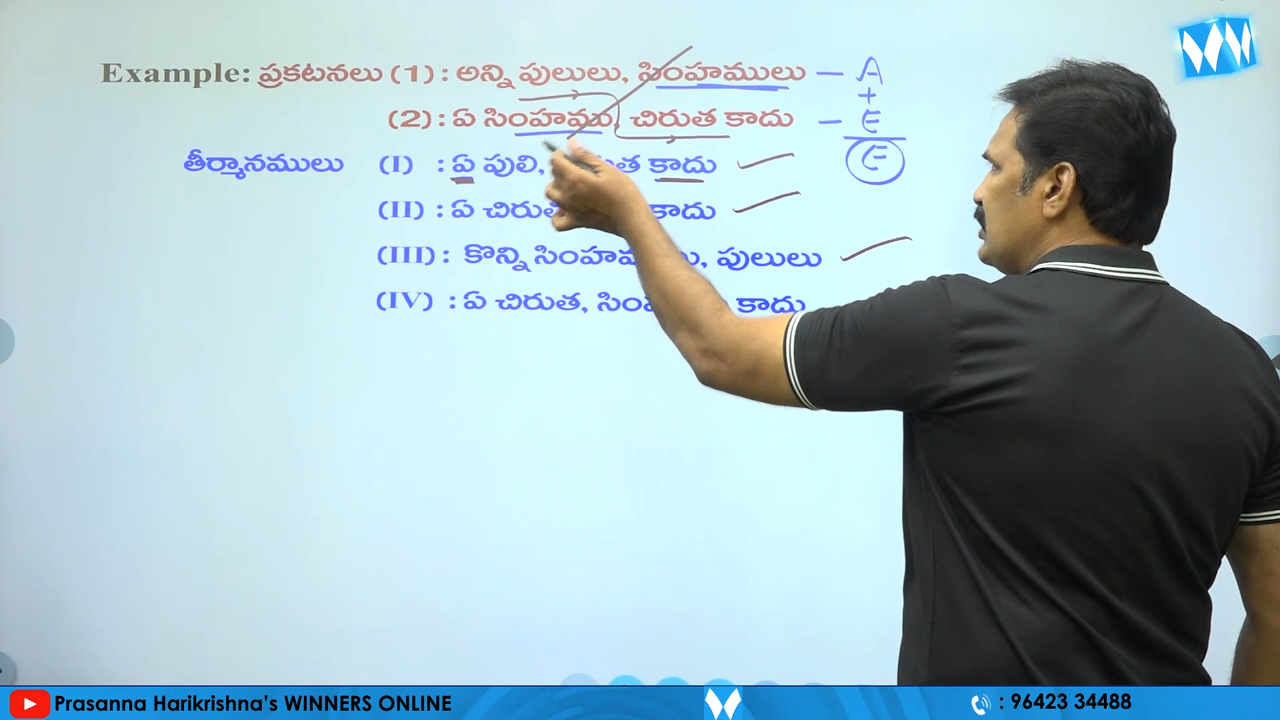 Example: ప్రకటనలు (1) : అన్ని పులులు, సింహములు – A
+
(2) : ఏ సింహము, చిరుత కాదు – E
తీర్మానములు (I) : ఏ పులి, కాదు
E
(II) : ఏ కాదు
(III) : కొన్ని పులులు
(IV) : ఏ చిరుత, కాదు
Prasanna Harikrishna's WINNERS ONLINE
: 96423 34488